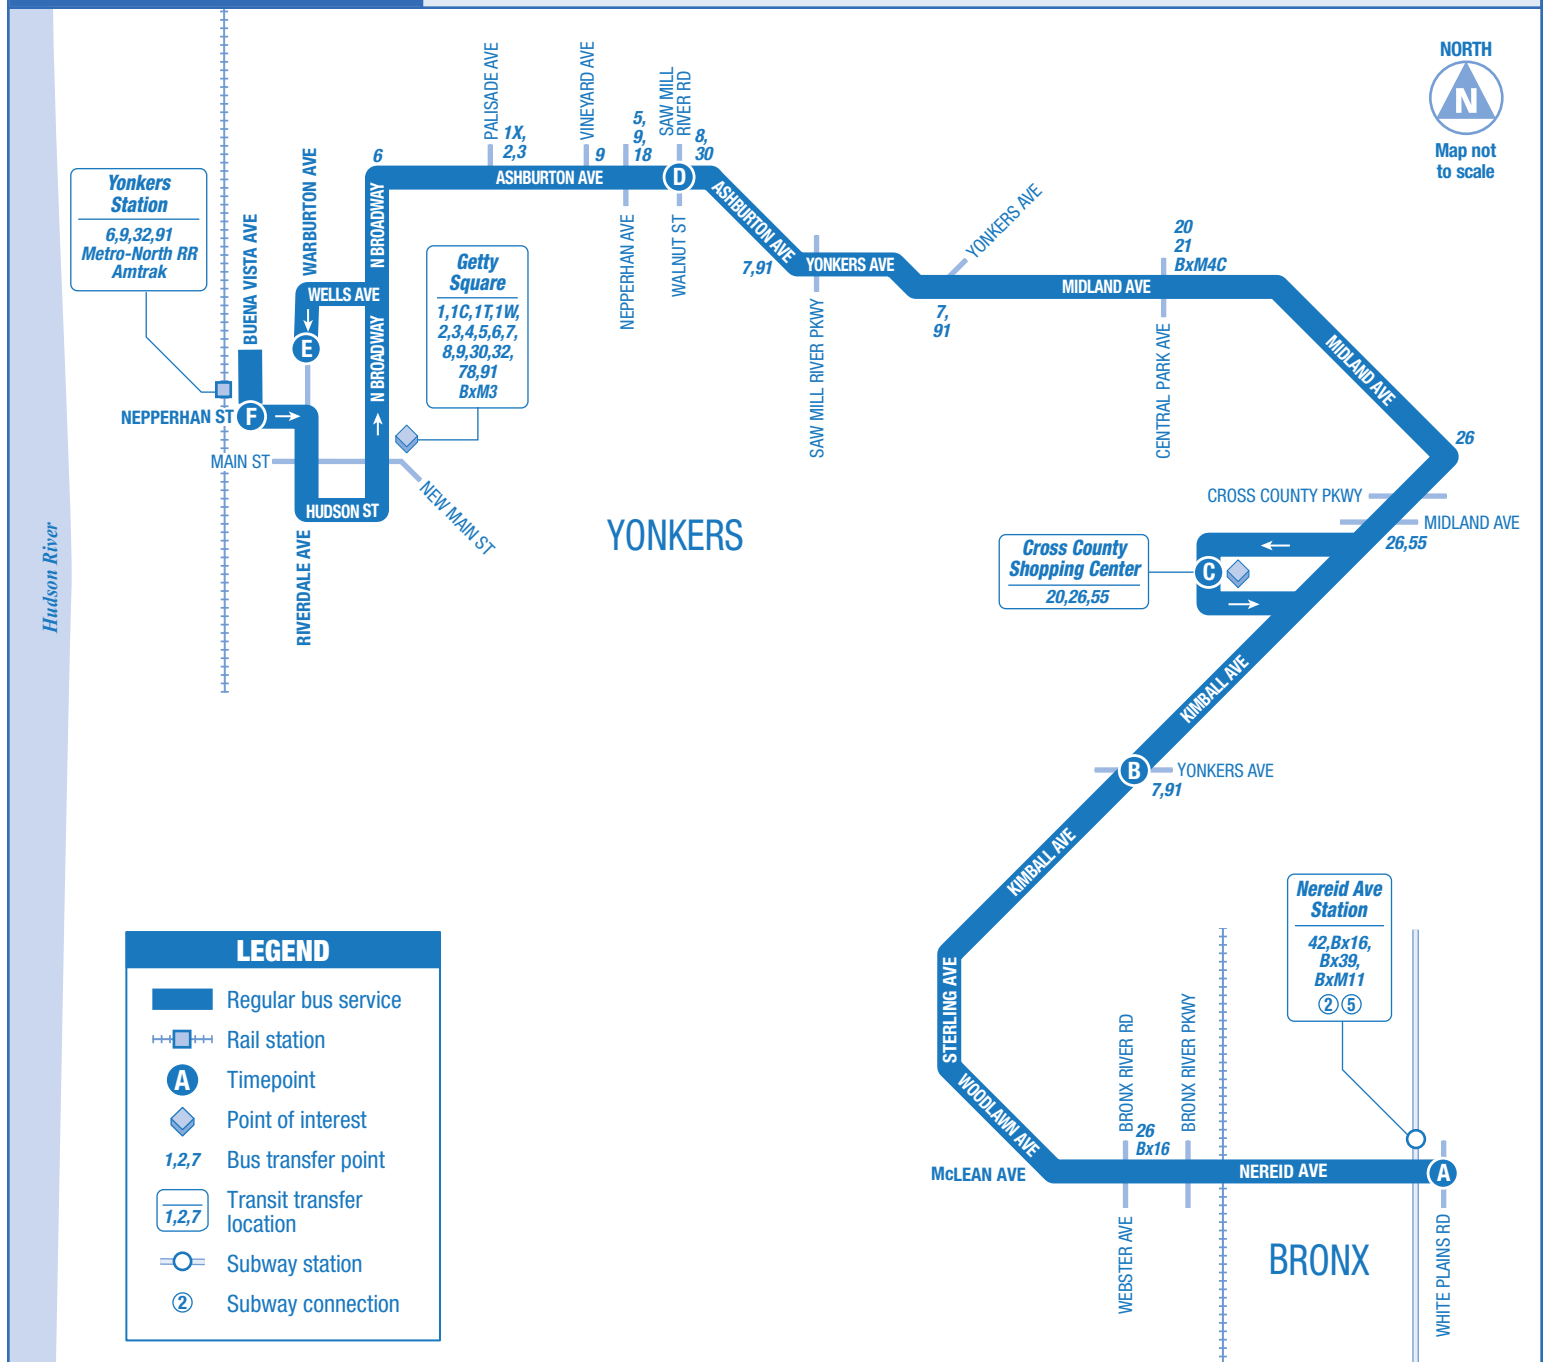 NORTH
N
Map not
to scale
Yonkers
Station
6,9,32,91
Metro-North RR
Amtrak
BUENA VISTA AVE
WARBURTON AVE
WELLS AVE
E
N BROADWAY
N BROADWAY
6
Getty
Square
1,1C,1T,1W,
2,3,4,5,6,7,
8,9,30,32,
78,91
BxM3
NEPPERHAN ST
F
MAIN ST
HUDSON ST
NEW MAIN ST
RIVERDALE AVE
Hudson River
YONKERS
PALISADE AVE
1X,
2,3
VINEYARD AVE
9
5,
9,
18
SAW MILL
RIVER RD
8,
30
ASHBURTON AVE
D
NEPPERHAN AVE
WALNUT ST
ASHBURTON AVE
7,91
YONKERS AVE
SAW MILL RIVER PKWY
YONKERS AVE
7,
91
MIDLAND AVE
20
21
BxM4C
CENTRAL PARK AVE
MIDLAND AVE
26
CROSS COUNTY PKWY
MIDLAND AVE
26,55
Cross County
Shopping Center
20,26,55
C
KIMBALL AVE
B
YONKERS AVE
7,91
KIMBALL AVE
STERLING AVE
WOODLAWN AVE
McLEAN AVE
BRONX RIVER RD
26
Bx16
BRONX RIVER PKWY
WEBSTER AVE
NEREID AVE
A
WHITE PLAINS RD
BRONX
Nereid Ave
Station
42,Bx16,
Bx39,
BxM11
2 5
LEGEND
Regular bus service
Rail station
A Timepoint
Point of interest
1,2,7 Bus transfer point
1,2,7 Transit transfer
location
Subway station
2 Subway connection